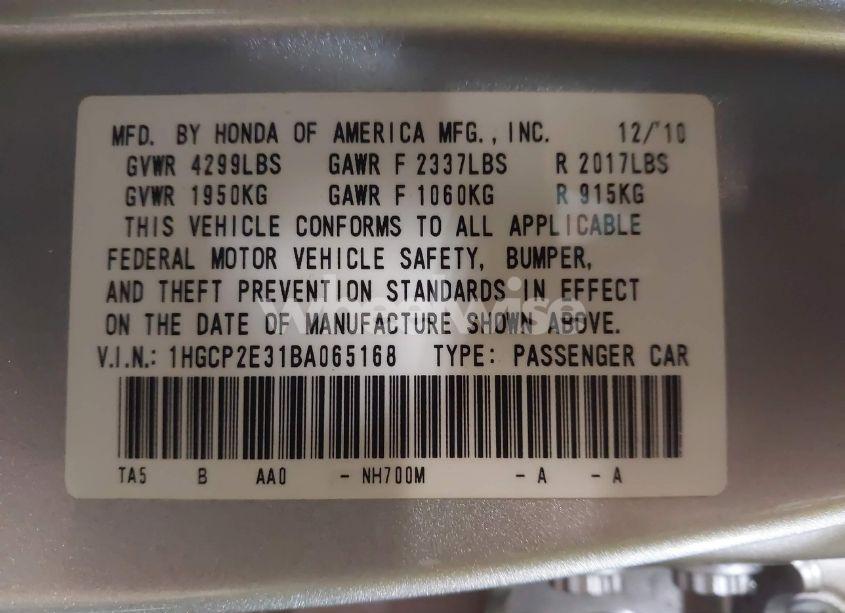 MFD. BY HONDA OF AMERICA MFG., INC. 12/'10
GVWR 4299LBS GAWR F 2337LBS R 2017LBS
GVWR 1950KG GAWR F 1060KG R 915KG
THIS VEHICLE CONFORMS TO ALL APPLICABLE
FEDERAL MOTOR VEHICLE SAFETY, BUMPER,
AND THEFT PREVENTION STANDARDS IN EFFECT
ON THE DATE OF MANUFACTURE SHOWN ABOVE.
V.I.N.: 1HGCP2E31BA065168 TYPE: PASSENGER CAR
TA5 B AA0 - NH700M - A - A